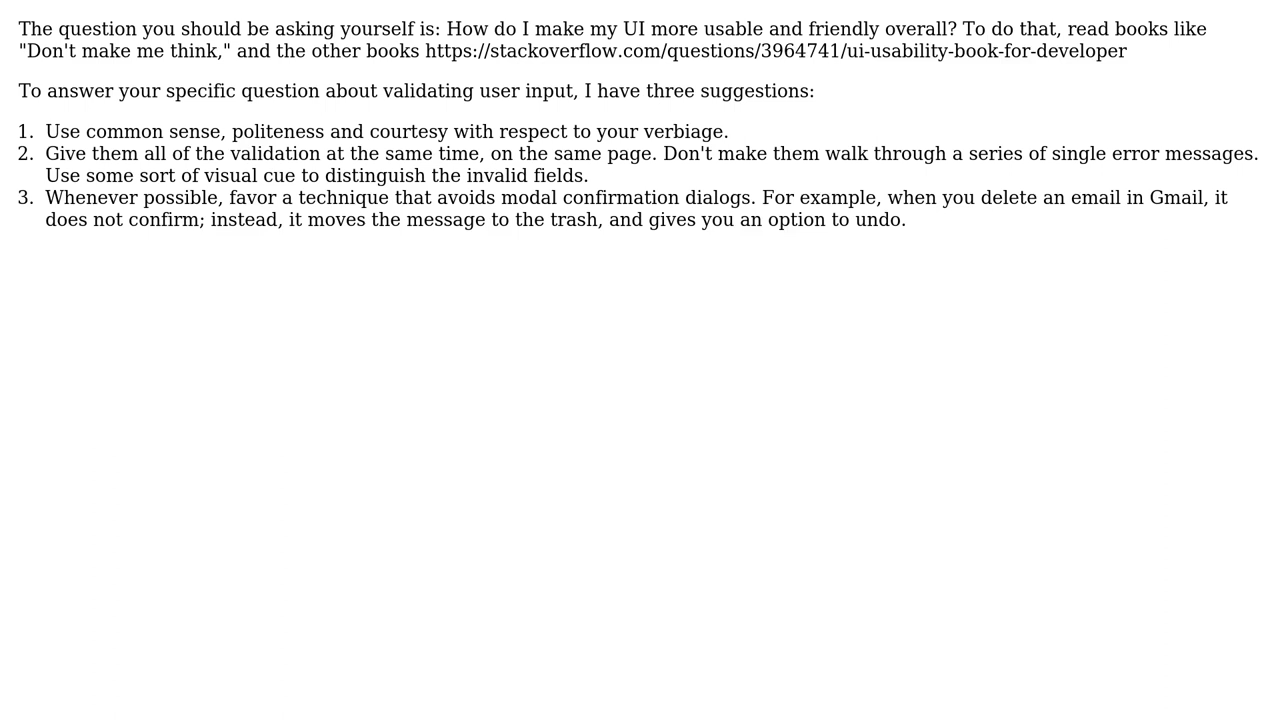 The question you should be asking yourself is: How do I make my UI more usable and friendly overall? To do that, read books like
"Don't make me think," and the other books https://stackoverflow.com/questions/3964741/ui-usability-book-for-developer
To answer your specific question about validating user input, I have three suggestions:
1. Use common sense, politeness and courtesy with respect to your verbiage.
2. Give them all of the validation at the same time, on the same page. Don't make them walk through a series of single error messages.
Use some sort of visual cue to distinguish the invalid fields.
3. Whenever possible, favor a technique that avoids modal confirmation dialogs. For example, when you delete an email in Gmail, it
does not confirm; instead, it moves the message to the trash, and gives you an option to undo.